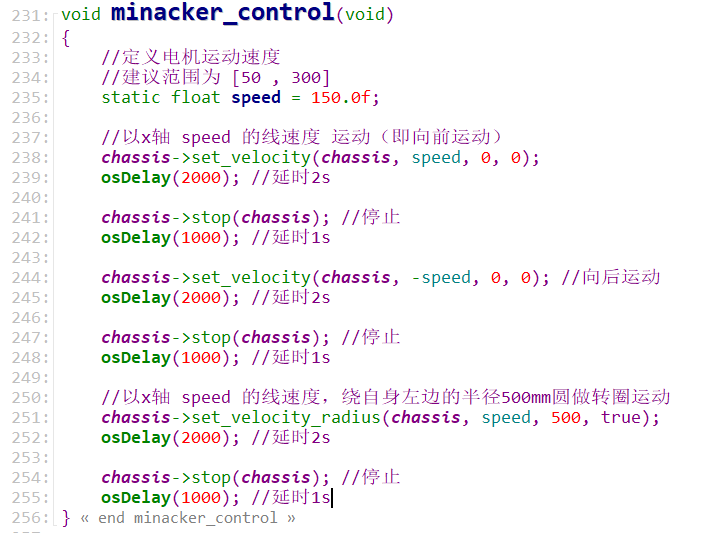 231: void minacker_control(void)
232: {
233: //定义电机运动速度
234: //建议范围为 [50 , 300]
235: static float speed = 150.0f;
236:
237: //以x轴 speed 的线速度 运动（即向前运动）
238: chassis->set_velocity(chassis, speed, 0, 0);
239: osDelay(2000); //延时2s
240:
241: chassis->stop(chassis); //停止
242: osDelay(1000); //延时1s
243:
244: chassis->set_velocity(chassis, -speed, 0, 0); //向后运动
245: osDelay(2000); //延时2s
246:
247: chassis->stop(chassis); //停止
248: osDelay(1000); //延时1s
249:
250: //以x轴 speed 的线速度，绕自身左边的半径500mm圆做转圈运动
251: chassis->set_velocity_radius(chassis, speed, 500, true);
252: osDelay(2000); //延时2s
253:
254: chassis->stop(chassis); //停止
255: osDelay(1000); //延时1s
256: } « end minacker_control »